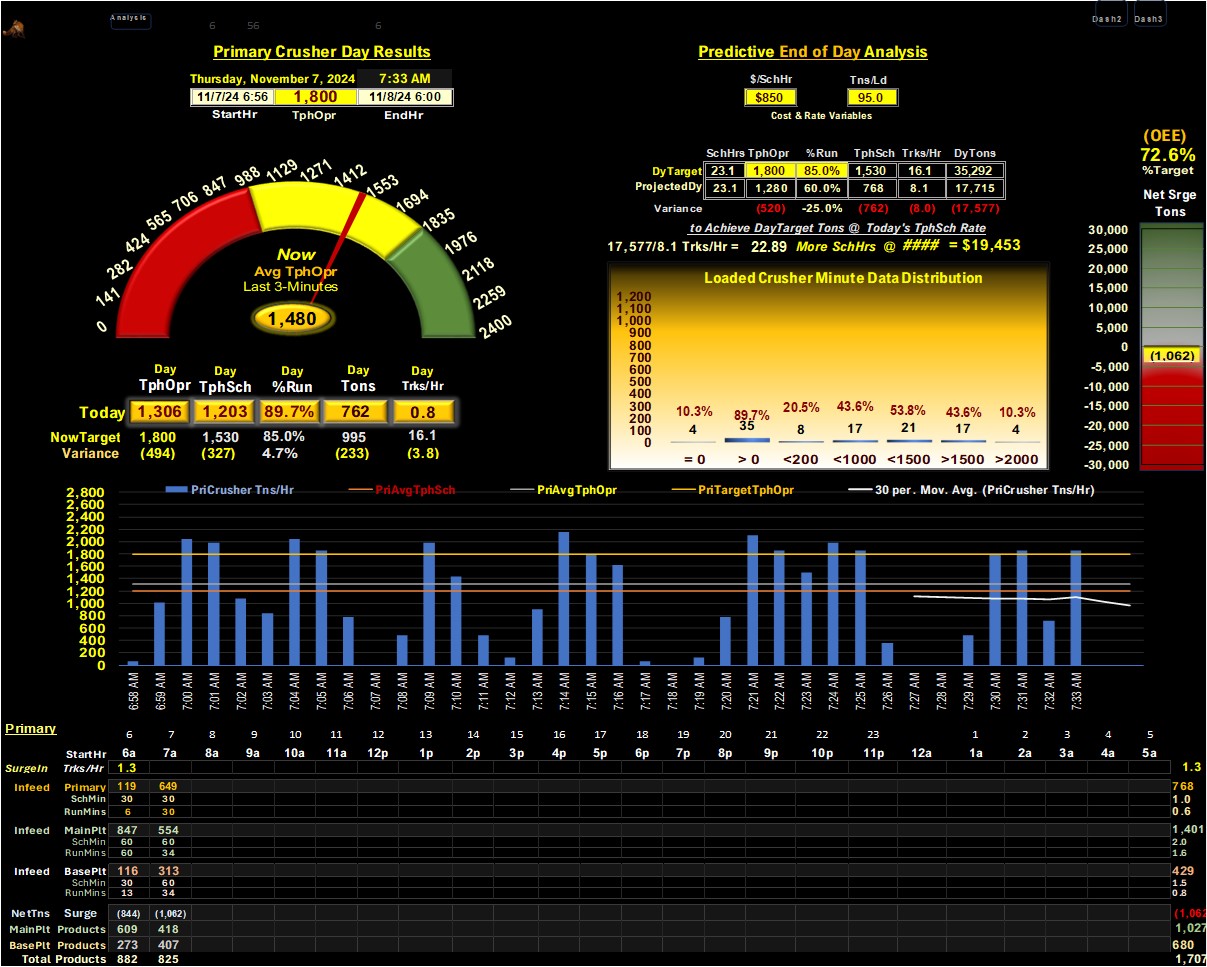 Analysis 6 56 6 Dash2 Dash3
Primary Crusher Day Results
Thursday, November 7, 2024 7:33 AM
11/7/24 6:56 1,800 11/8/24 6:00
StartHr TphOpr EndHr
0 141 282 424 565 706 847 988 1129 1271 1412 1553 1694 1835 1976 2118 2259 2400
Now
Avg TphOpr
Last 3-Minutes
1,480
Day Day Day Day Day
TphOpr TphSch %Run Tons Trks/Hr
Today 1,306 1,203 89.7% 762 0.8
NowTarget 1,800 1,530 85.0% 995 16.1
Variance (494) (327) 4.7% (233) (3.8)
Predictive End of Day Analysis
$/SchHr Tns/Ld
$850 95.0
Cost & Rate Variables
SchHrs TphOpr %Run TphSch Trks/Hr DyTons
DyTarget 23.1 1,800 85.0% 1,530 16.1 35,292
ProjectedDy 23.1 1,280 60.0% 768 8.1 17,715
Variance (520) -25.0% (762) (8.0) (17,577)
to Achieve DayTarget Tons @ Today's TphSch Rate
17,577/8.1 Trks/Hr = 22.89 More SchHrs @ #### = $19,453
Loaded Crusher Minute Data Distribution
1,200
1,100
1,000
900
800
700
600
500
400
300
200
100
0
10.3% 89.7% 20.5% 43.6% 53.8% 43.6% 10.3%
4 35 8 17 21 17 4
= 0 > 0 <200 <1000 <1500 >1500 >2000
(OEE)
72.6%
%Target
Net Srge
Tons
30,000
25,000
20,000
15,000
10,000
5,000
0
(1,062)
-5,000
-10,000
-15,000
-20,000
-25,000
-30,000
PriCrusher Tns/Hr PriAvgTphSch PriAvgTphOpr PriTargetTphOpr 30 per. Mov. Avg. (PriCrusher Tns/Hr)
2,800
2,600
2,400
2,200
2,000
1,800
1,600
1,400
1,200
1,000
800
600
400
200
0
6:58 AM 6:59 AM 7:00 AM 7:01 AM 7:02 AM 7:03 AM 7:04 AM 7:05 AM 7:06 AM 7:07 AM 7:08 AM 7:09 AM 7:10 AM 7:11 AM 7:12 AM 7:13 AM 7:14 AM 7:15 AM 7:16 AM 7:17 AM 7:18 AM 7:19 AM 7:20 AM 7:21 AM 7:22 AM 7:23 AM 7:24 AM 7:25 AM 7:26 AM 7:27 AM 7:28 AM 7:29 AM 7:30 AM 7:31 AM 7:32 AM 7:33 AM
Primary 6 7 8 9 10 11 12 13 14 15 16 17 18 19 20 21 22 23 1 2 3 4 5
StartHr 6a 7a 8a 9a 10a 11a 12p 1p 2p 3p 4p 5p 6p 7p 8p 9p 10p 11p 12a 1a 2a 3a 4a 5a
SurgeIn Trks/Hr 1.3 1.3
Infeed Primary 119 649 768
SchMin 30 30 1.0
RunMins 6 30 0.6
Infeed MainPlt 847 554 1,401
SchMin 60 60 2.0
RunMins 60 34 1.6
Infeed BasePlt 116 313 429
SchMin 30 60 1.5
RunMins 13 34 0.8
NetTns Surge (844) (1,062) (1,062
MainPlt Products 609 418 1,027
BasePlt Products 273 407 680
Total Products 882 825 1,707